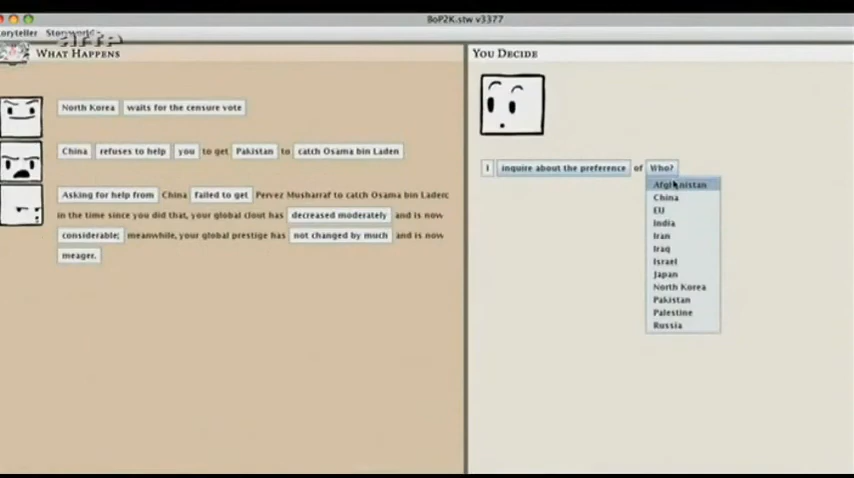 BoP2K.stw v3377
arte
WHAT HAPPENS
North Korea waits for the censure vote
China refuses to help you to get Pakistan to catch Osama bin Laden
Asking for help from China failed to get Pervez Musharraf to catch Osama bin Laden;
in the time since you did that, your global clout has decreased moderately and is now
considerable; meanwhile, your global prestige has not changed by much and is now
meager.
YOU DECIDE
I inquire about the preference of Who?
Afghanistan
China
EU
India
Iran
Iraq
Israel
Japan
North Korea
Pakistan
Palestine
Russia